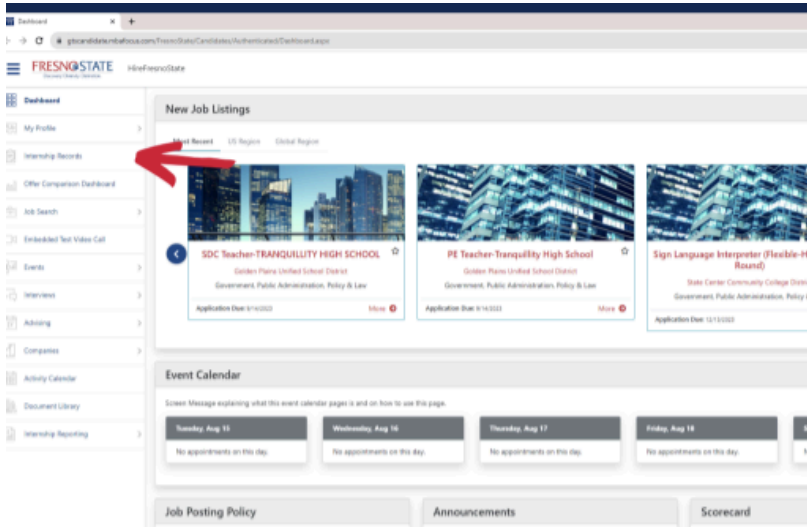 Dashboard
gtscandidate.mbafocus.com/FresnoState/Candidates/Authenticated/Dashboard.aspx
FRESNO STATE
Discovery. Diversity. Distinction.
HireFresnoState
Dashboard
My Profile
Internship Records
Offer Comparison Dashboard
Job Search
Embedded Test Video Call
Events
Interviews
Advising
Companies
Activity Calendar
Document Library
Internship Reporting
New Job Listings
Most Recent US Region Global Region
SDC Teacher-TRANQUILLITY HIGH SCHOOL
Golden Plains Unified School District
Government, Public Administration, Policy & Law
Application Due: 9/14/2023 More
PE Teacher-Tranquility High School
Golden Plains Unified School District
Government, Public Administration, Policy & Law
Application Due: 9/14/2023 More
Sign Language Interpreter (Flexible-H
Round)
State Center Community College Distri
Government, Public Administration, Policy &
Application Due: 12/13/2023
Event Calendar
Screen Message explaining what this event calendar pages is and on how to use this page.
Tuesday, Aug 15
No appointments on this day.
Wednesday, Aug 16
No appointments on this day.
Thursday, Aug 17
No appointments on this day.
Friday, Aug 18
No appointments on this day.
Job Posting Policy
Announcements
Scorecard